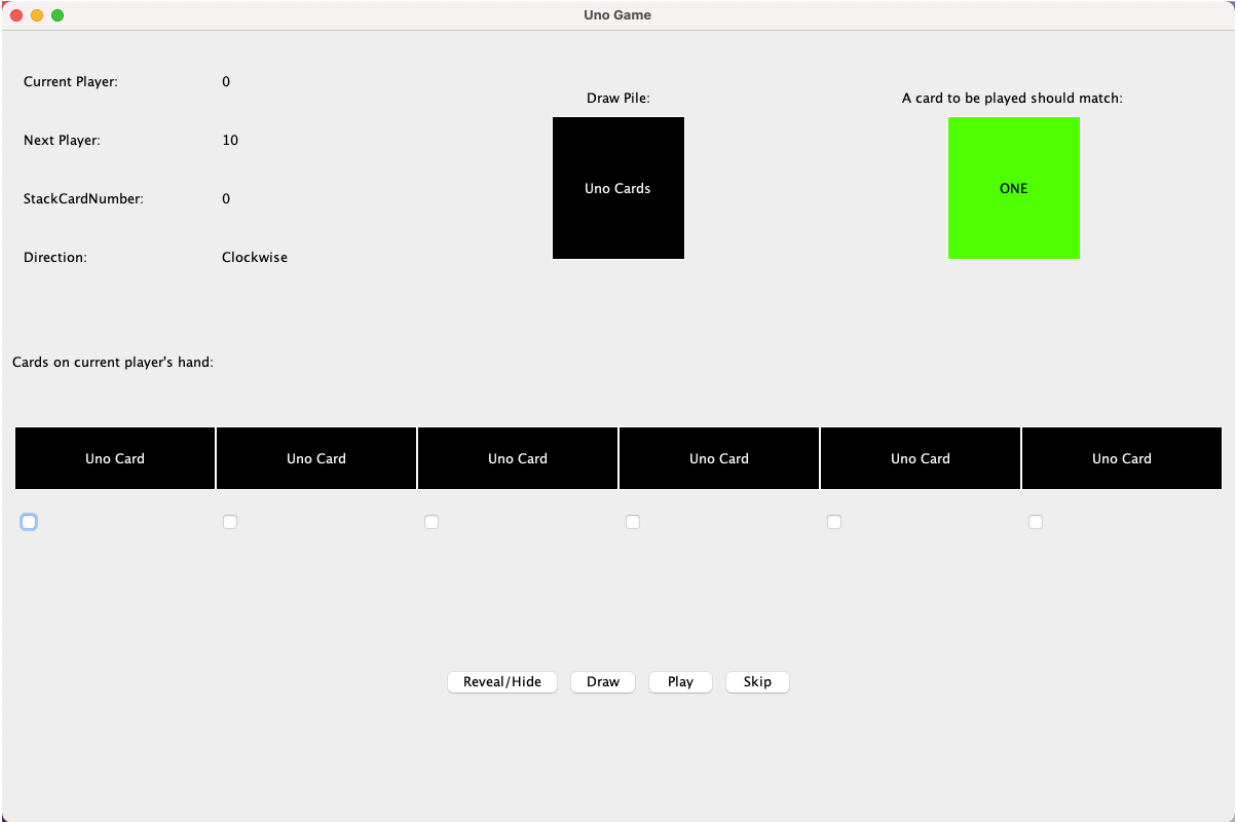 Uno Game
Current Player: 0
Next Player: 10
StackCardNumber: 0
Direction: Clockwise
Draw Pile:
Uno Cards
A card to be played should match:
ONE
Cards on current player's hand:
Uno Card Uno Card Uno Card Uno Card Uno Card Uno Card
Reveal/Hide Draw Play Skip